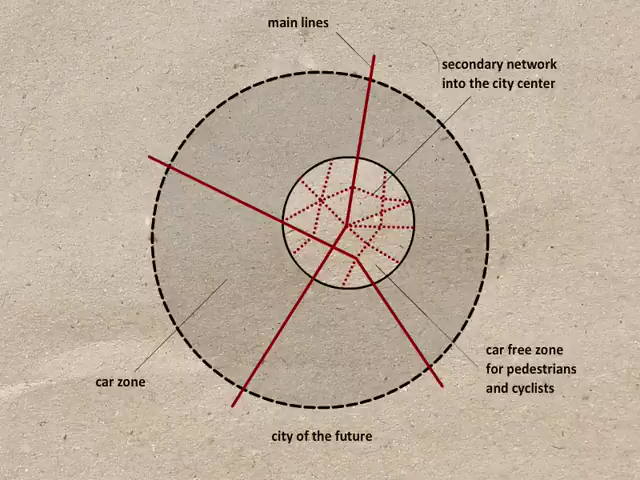 main lines
secondary network
into the city center
car free zone
for pedestrians
and cyclists
car zone
city of the future